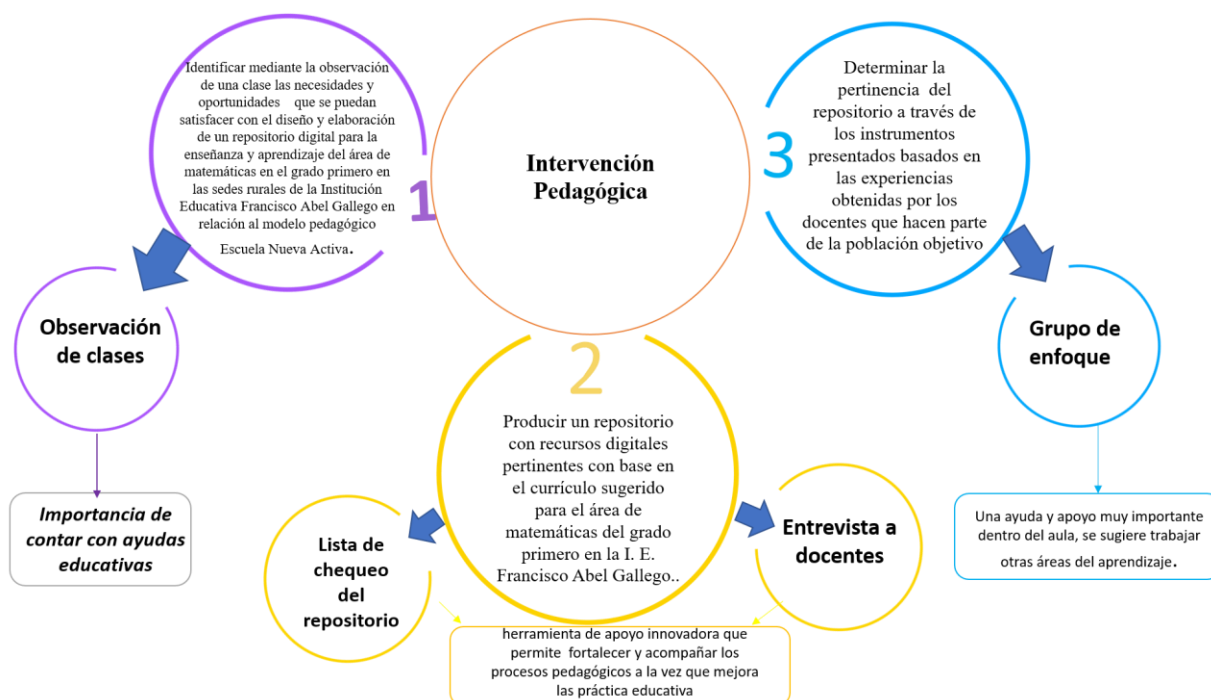 Identificar mediante la observación
de una clase las necesidades y
oportunidades que se puedan
satisfacer con el diseño y elaboración
de un repositorio digital para la
enseñanza y aprendizaje del área de
matemáticas en el grado primero en
las sedes rurales de la Institución
Educativa Francisco Abel Gallego en
relación al modelo pedagógico
Escuela Nueva Activa.
1
Intervención
Pedagógica
3
Determinar la
pertinencia del
repositorio a través de
los instrumentos
presentados basados en
las experiencias
obtenidas por los
docentes que hacen parte
de la población objetivo
Observación
de clases
Importancia de
contar con ayudas
educativas
2
Producir un repositorio
con recursos digitales
pertinentes con base en
el currículo sugerido
para el área de
matemáticas del grado
primero en la I. E.
Francisco Abel Gallego..
Lista de
chequeo
del
repositorio
Entrevista a
docentes
herramienta de apoyo innovadora que
permite fortalecer y acompañar los
procesos pedagógicos a la vez que mejora
las práctica educativa
Grupo de
enfoque
Una ayuda y apoyo muy importante
dentro del aula, se sugiere trabajar
otras áreas del aprendizaje.